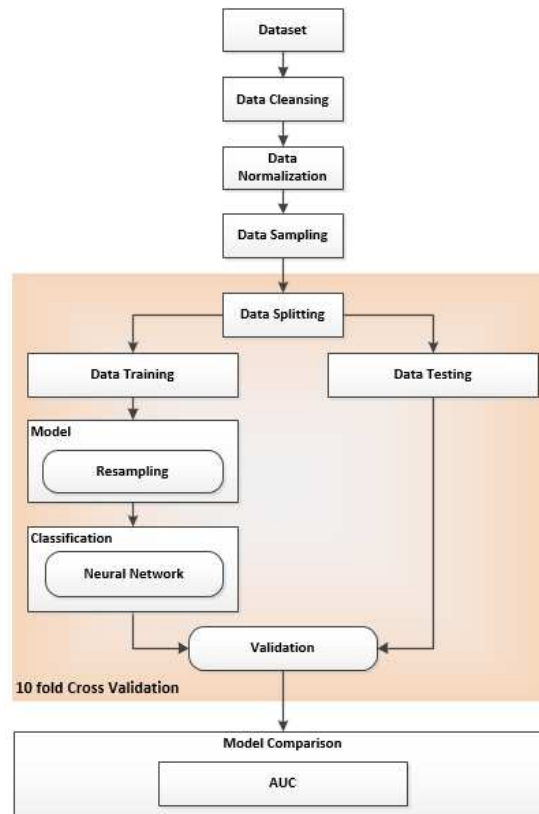 Dataset
Data Cleansing
Data
Normalization
Data Sampling
Data Splitting
Data Training
Data Testing
Model
Resampling
Classification
Neural Network
Validation
10 fold Cross Validation
Model Comparison
AUC